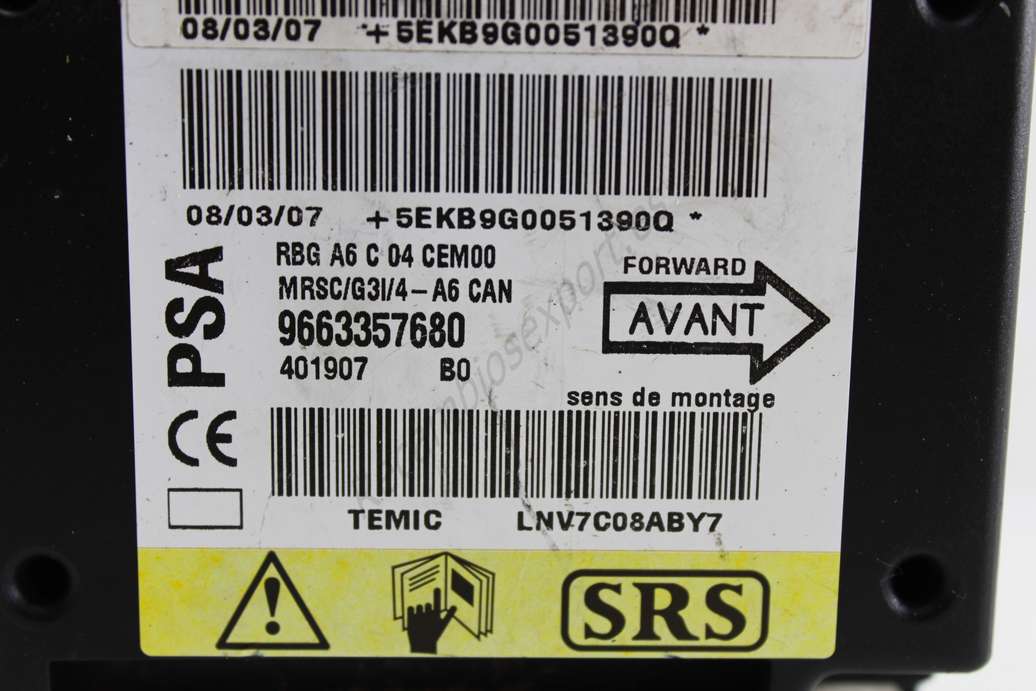 08/03/07 +5EKB9G0051390Q *
08/03/07 +5EKB9G0051390Q *
PSA
RBG A6 C 04 CEM00
MRSC/G3I/4-A6 CAN
9663357680
401907 B0
FORWARD
AVANT
sens de montage
CE
TEMIC LNV7C08ABY7
SRS